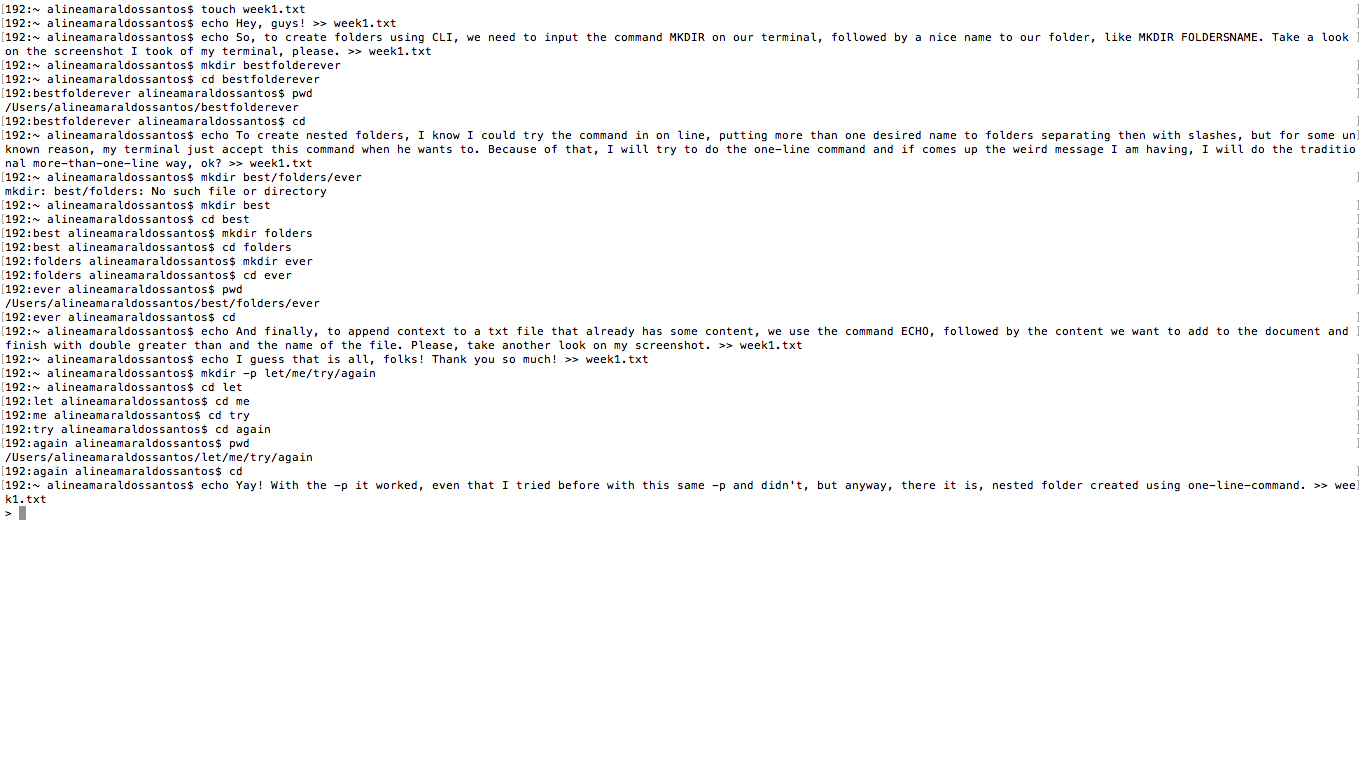 [192:~ alineamaraldossantos$ touch week1.txt ]
[192:~ alineamaraldossantos$ echo Hey, guys! >> week1.txt ]
[192:~ alineamaraldossantos$ echo So, to create folders using CLI, we need to input the command MKDIR on our terminal, followed by a nice name to our folder, like MKDIR FOLDERSNAME. Take a look ]
on the screenshot I took of my terminal, please. >> week1.txt
[192:~ alineamaraldossantos$ mkdir bestfolderever ]
[192:~ alineamaraldossantos$ cd bestfolderever ]
[192:bestfolderever alineamaraldossantos$ pwd ]
/Users/alineamaraldossantos/bestfolderever
[192:bestfolderever alineamaraldossantos$ cd ]
[192:~ alineamaraldossantos$ echo To create nested folders, I know I could try the command in on line, putting more than one desired name to folders separating then with slashes, but for some un]
known reason, my terminal just accept this command when he wants to. Because of that, I will try to do the one-line command and if comes up the weird message I am having, I will do the traditio
nal more-than-one-line way, ok? >> week1.txt
[192:~ alineamaraldossantos$ mkdir best/folders/ever ]
mkdir: best/folders: No such file or directory
[192:~ alineamaraldossantos$ mkdir best ]
[192:~ alineamaraldossantos$ cd best ]
[192:best alineamaraldossantos$ mkdir folders ]
[192:best alineamaraldossantos$ cd folders ]
[192:folders alineamaraldossantos$ mkdir ever ]
[192:folders alineamaraldossantos$ cd ever ]
[192:ever alineamaraldossantos$ pwd ]
/Users/alineamaraldossantos/best/folders/ever
[192:ever alineamaraldossantos$ cd ]
[192:~ alineamaraldossantos$ echo And finally, to append context to a txt file that already has some content, we use the command ECHO, followed by the content we want to add to the document and ]
finish with double greater than and the name of the file. Please, take another look on my screenshot. >> week1.txt
[192:~ alineamaraldossantos$ echo I guess that is all, folks! Thank you so much! >> week1.txt ]
[192:~ alineamaraldossantos$ mkdir -p let/me/try/again ]
[192:~ alineamaraldossantos$ cd let ]
[192:let alineamaraldossantos$ cd me ]
[192:me alineamaraldossantos$ cd try ]
[192:try alineamaraldossantos$ cd again ]
[192:again alineamaraldossantos$ pwd ]
/Users/alineamaraldossantos/let/me/try/again
[192:again alineamaraldossantos$ cd ]
[192:~ alineamaraldossantos$ echo Yay! With the -p it worked, even that I tried before with this same -p and didn't, but anyway, there it is, nested folder created using one-line-command. >> wee]
k1.txt
>